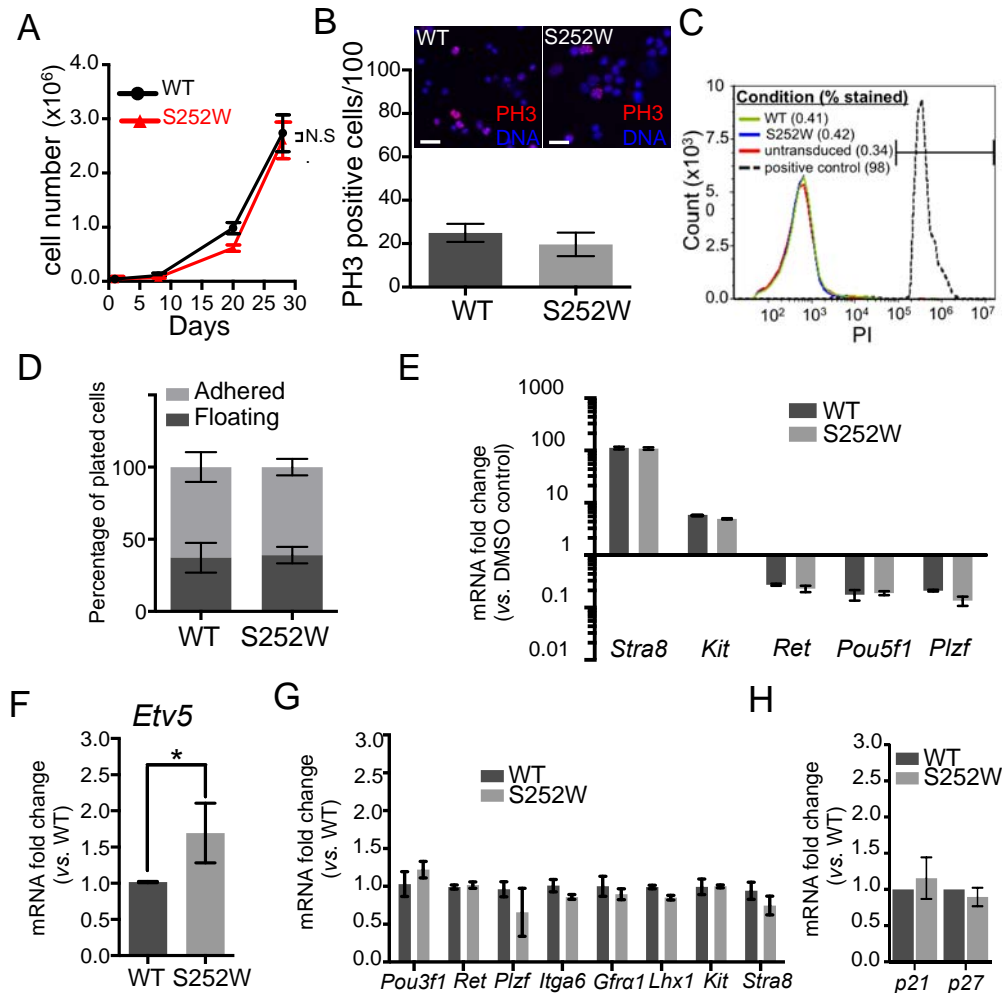 A
cell number (x10⁶)
4.0
3.0
2.0
1.0
0.0
WT
S252W
N.S
.
0 5 10 15 20 25 30
Days
B
PH3 positive cells/100
100
80
60
40
20
0
WT
PH3
DNA
S252W
PH3
DNA
WT S252W
C
Count (x10³)
10
7.5
5.
0
2.5
0.0
Condition (% stained)
WT (0.41)
S252W (0.42)
untransduced (0.34)
positive control (98)
10² 10³ 10⁴ 10⁵ 10⁶ 10⁷
PI
D
Percentage of plated cells
Adhered
Floating
100
50
0
WT S252W
E
mRNA fold change
(vs. DMSO control)
1000
100
10
1
0.1
0.01
WT
S252W
Stra8 Kit Ret Pou5f1 Plzf
F
Etv5
mRNA fold change
(vs. WT)
3.0
2.5
2.0
1.5
1.0
0.5
0.0
*
WT S252W
G
mRNA fold change
(vs. WT)
3.0
2.5
2.0
1.5
1.0
0.5
0.0
WT
S252W
Pou3f1 Ret Plzf Itga6 Gfrα1 Lhx1 Kit Stra8
H
mRNA fold change
(vs. WT)
3.0
2.5
2.0
1.5
1.0
0.5
0.0
WT
S252W
p21 p27